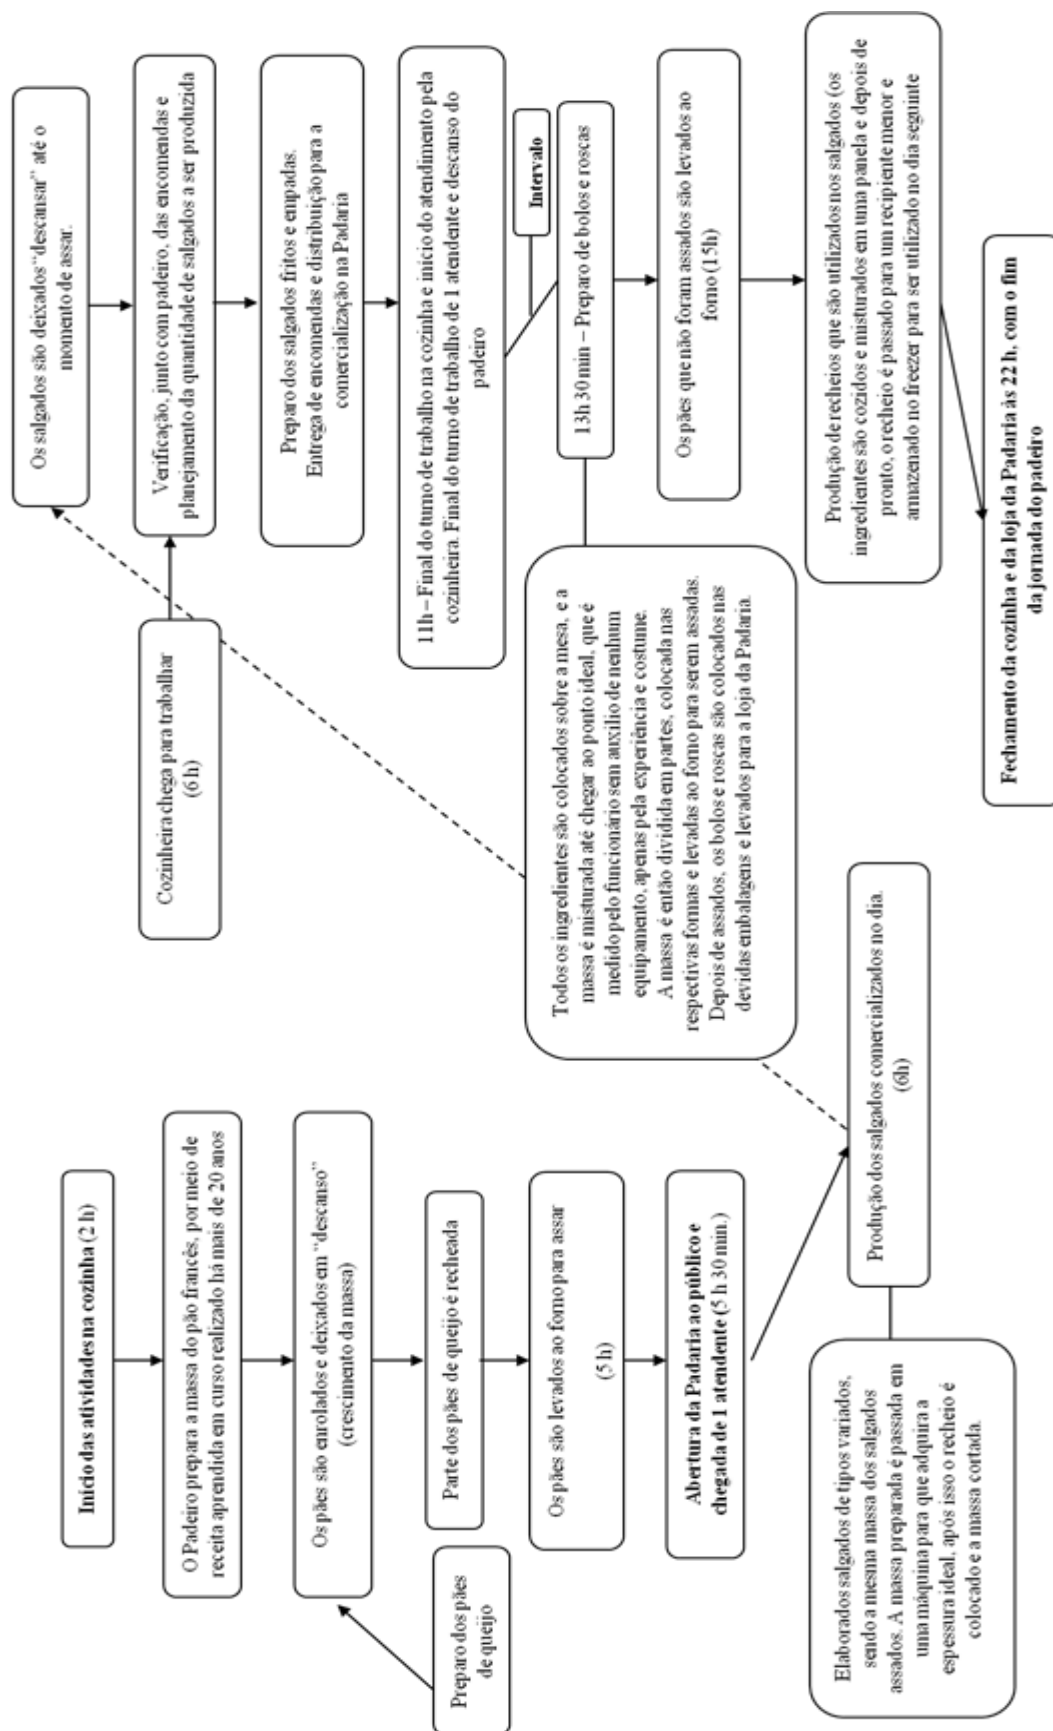 Início das atividades na cozinha (2 h)
O Padeiro prepara a massa do pão francês, por meio de
receita aprendida em curso realizado há mais de 20 anos
Os pães são enrolados e deixados em “descanso”
(crescimento da massa)
Preparo dos pães
de queijo
Parte dos pães de queijo é recheada
Os pães são levados ao forno para assar
(5 h)
Abertura da Padaria ao público e
chegada de 1 atendente (5 h 30 min.)
Produção dos salgados comercializados no dia.
(6h)
Elaborados salgados de tipos variados,
sendo a mesma massa dos salgados
assados. A massa preparada é passada em
uma máquina para que adquira a
espessura ideal, após isso o recheio é
colocado e a massa cortada.
Os salgados são deixados “descansar” até o
momento de assar.
Cozinheira chega para trabalhar
(6 h)
Verificação, junto com padeiro, das encomendas e
planejamento da quantidade de salgados a ser produzida
Preparo dos salgados fritos e empadas.
Entrega de encomendas e distribuição para a
comercialização na Padaria
11h – Final do turno de trabalho na cozinha e início do atendimento pela
cozinheira. Final do turno de trabalho de 1 atendente e descanso do
padeiro
Intervalo
13h 30 min – Preparo de bolos e roscas
Todos os ingredientes são colocados sobre a mesa, e a
massa é misturada até chegar ao ponto ideal, que é
medido pelo funcionário sem auxilio de nenhum
equipamento, apenas pela experiência e costume.
A massa é então dividida em partes, colocada nas
respectivas formas e levadas ao forno para serem assadas.
Depois de assados, os bolos e roscas são colocados nas
devidas embalagens e levados para a loja da Padaria.
Os pães que não foram assados são levados ao
forno (15h)
Produção de recheios que são utilizados nos salgados (os
ingredientes são cozidos e misturados em uma panela e depois de
pronto, o recheio é passado para um recipiente menor e
armazenado no freezer para ser utilizado no dia seguinte
Fechamento da cozinha e da loja da Padaria às 22 h, com o fim
da jornada do padeiro